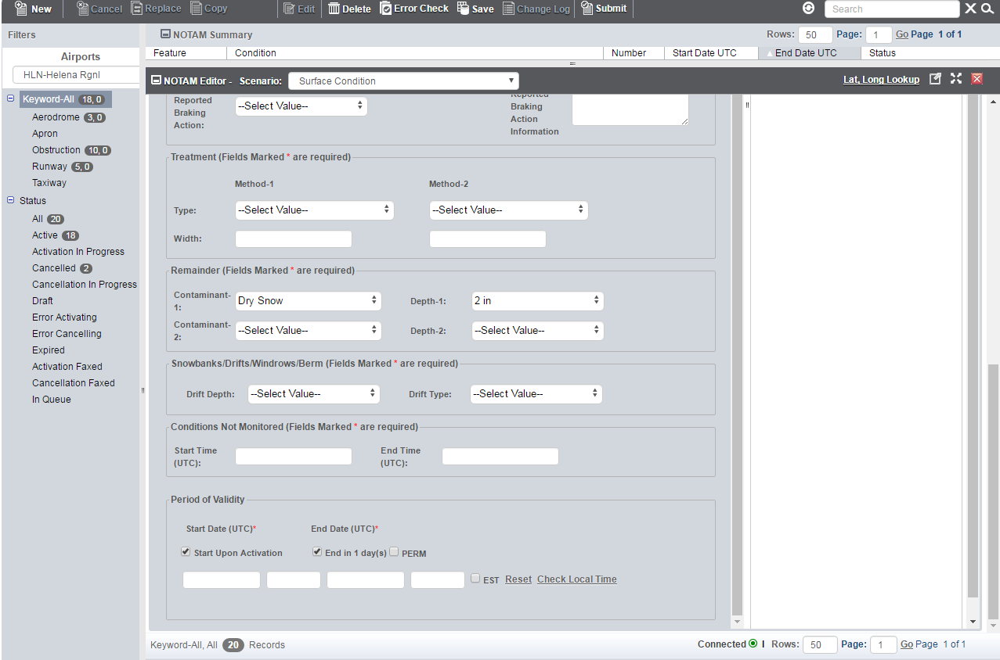 New Cancel Replace Copy Edit Delete Error Check Save Change Log Submit Search
Filters
Airports
HLN-Helena Rgnl
Keyword-All 18, 0
Aerodrome 3, 0
Apron
Obstruction 10, 0
Runway 5, 0
Taxiway
Status
All 20
Active 18
Activation In Progress
Cancelled 2
Cancellation In Progress
Draft
Error Activating
Error Cancelling
Expired
Activation Faxed
Cancellation Faxed
In Queue
NOTAM Summary Rows: 50 Page: 1 Go Page 1 of 1
Feature Condition Number Start Date UTC End Date UTC Status
NOTAM Editor - Scenario: Surface Condition Lat, Long Lookup
Reported Braking Action: --Select Value--
Reported Braking Action Information
Treatment (Fields Marked * are required)
Method-1 Method-2
Type: --Select Value-- --Select Value--
Width:
Remainder (Fields Marked * are required)
Contaminant-1: Dry Snow Depth-1: 2 in
Contaminant-2: --Select Value-- Depth-2: --Select Value--
Snowbanks/Drifts/Windrows/Berm (Fields Marked * are required)
Drift Depth: --Select Value-- Drift Type: --Select Value--
Conditions Not Monitored (Fields Marked * are required)
Start Time (UTC): End Time (UTC):
Period of Validity
Start Date (UTC)* End Date (UTC)*
Start Upon Activation End in 1 day(s) PERM
EST Reset Check Local Time
Keyword-All, All 20 Records Connected | Rows: 50 Page: 1 Go Page 1 of 1